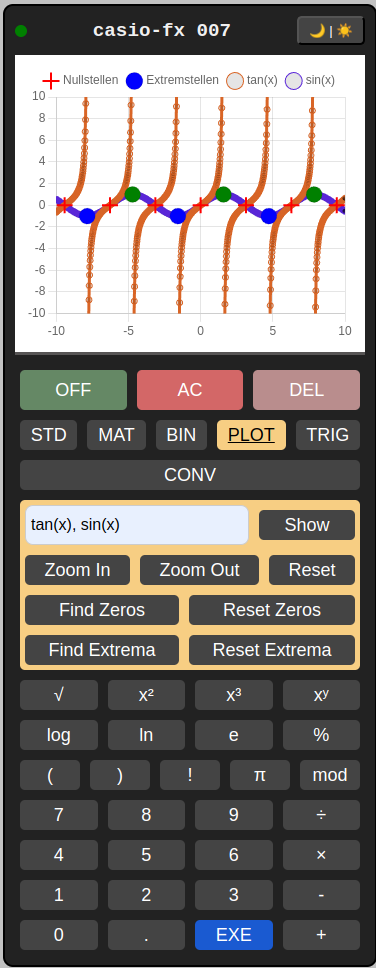 casio-fx 007 🌙 | ☀️
Nullstellen Extremstellen tan(x) sin(x)
10
8
6
4
2
0
-2
-4
-6
-8
-10
-10 -5 0 5 10
OFF AC DEL
STD MAT BIN PLOT TRIG
CONV
tan(x), sin(x) Show
Zoom In Zoom Out Reset
Find Zeros Reset Zeros
Find Extrema Reset Extrema
√ x² x³ xʸ
log ln e %
( ) ! π mod
7 8 9 ÷
4 5 6 ×
1 2 3 -
0 . EXE +